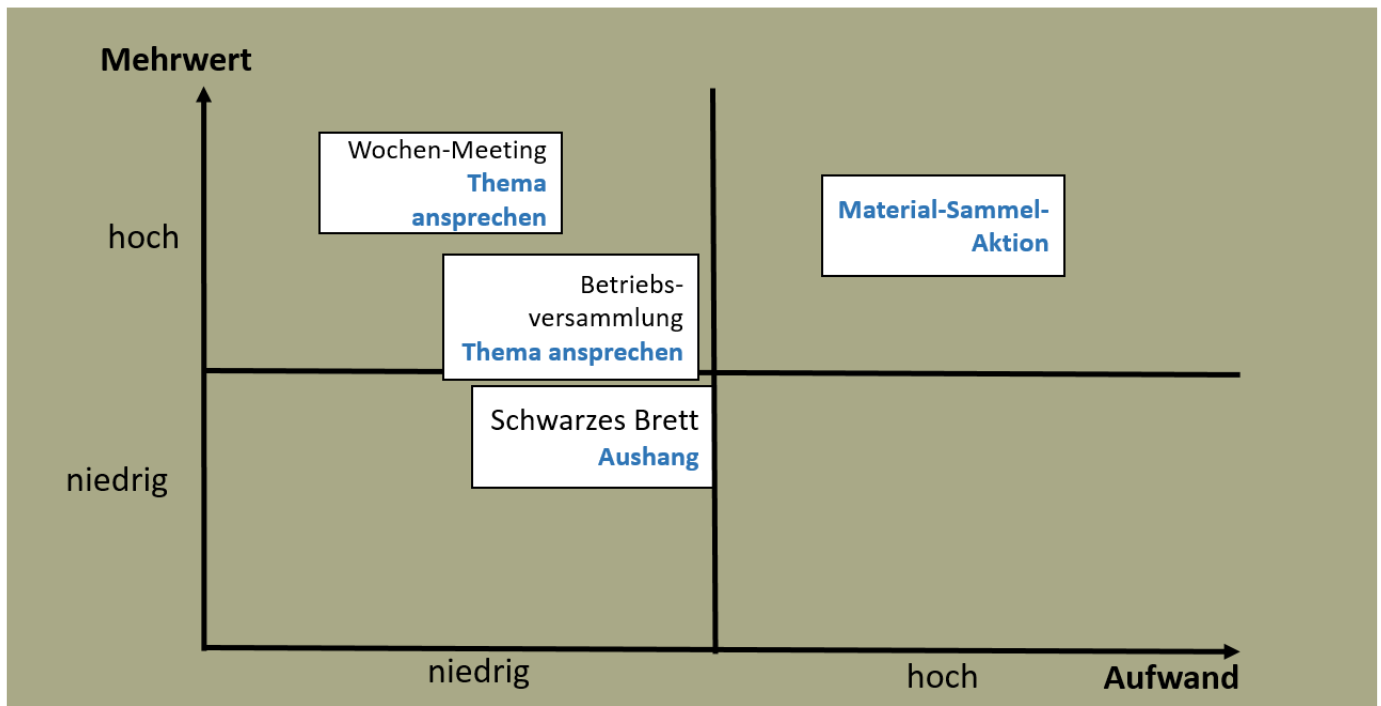 Mehrwert
hoch
niedrig
Wochen-Meeting
Thema
ansprechen
Betriebs-
versammlung
Thema ansprechen
Schwarzes Brett
Aushang
Material-Sammel-
Aktion
niedrig
hoch
Aufwand